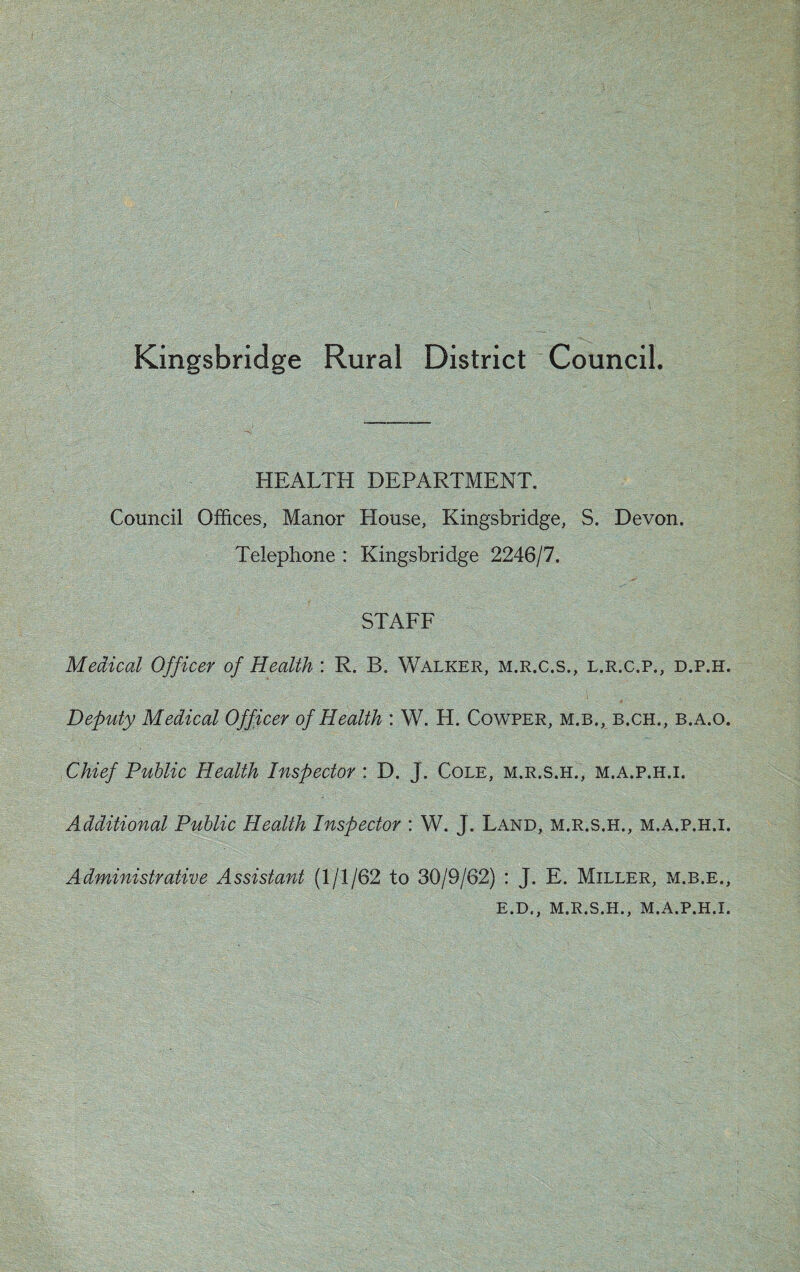 Kingsbridge Rural District Council.
HEALTH DEPARTMENT.
Council Offices, Manor House, Kingsbridge, S. Devon.
Telephone : Kingsbridge 2246/7.
STAFF
Medical Officer of Health : R. B. WALKER, M.R.C.S., L.R.C.P., D.P.H.
Deputy Medical Officer of Health : W. H. COWPER, M.B., B.CH., B.A.O.
Chief Public Health Inspector : D. J. COLE, M.R.S.H., M.A.P.H.I.
Additional Public Health Inspector : W. J. LAND, M.R.S.H., M.A.P.H.I.
Administrative Assistant (1/1/62 to 30/9/62) : J. E. MILLER, M.B.E.,
E.D., M.R.S.H., M.A.P.H.I.